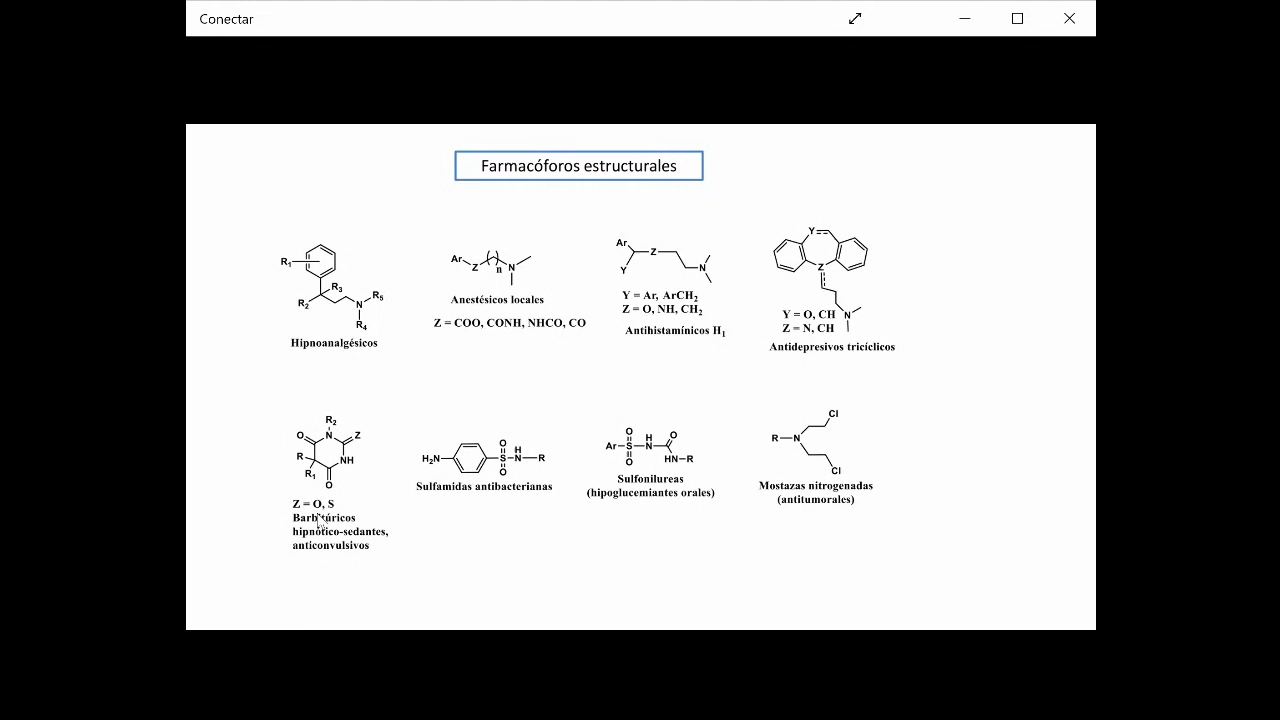 Conectar
Farmacóforos estructurales
R1
R3
R2
N
R5
R4
Hipnoanalgésicos
Ar
Z
n
N
Anestésicos locales
Z = COO, CONH, NHCO, CO
Ar
Z
Y
N
Y = Ar, ArCH2
Z = O, NH, CH2
Antihistamínicos H1
Y
Z
Y = O, CH
N
Z = N, CH
Antidepresivos tricíclicos
R2
O
N
Z
R
NH
R1
O
Z = O, S
Barbitúricos
hipnótico-sedantes,
anticonvulsivos
H2N
O
S
O
H
N
R
Sulfamidas antibacterianas
O
Ar
S
O
H
N
O
HN
R
Sulfonilureas
(hipoglucemiantes orales)
Cl
R
N
Cl
Mostazas nitrogenadas
(antitumorales)